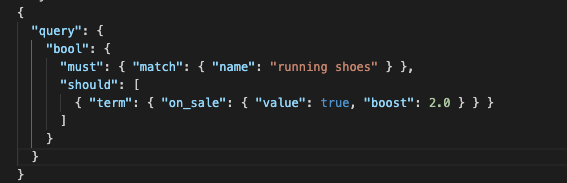 {
  "query": {
    "bool": {
      "must": { "match": { "name": "running shoes" } },
      "should": [
        { "term": { "on_sale": { "value": true, "boost": 2.0 } } }
      ]
    }
  }
}